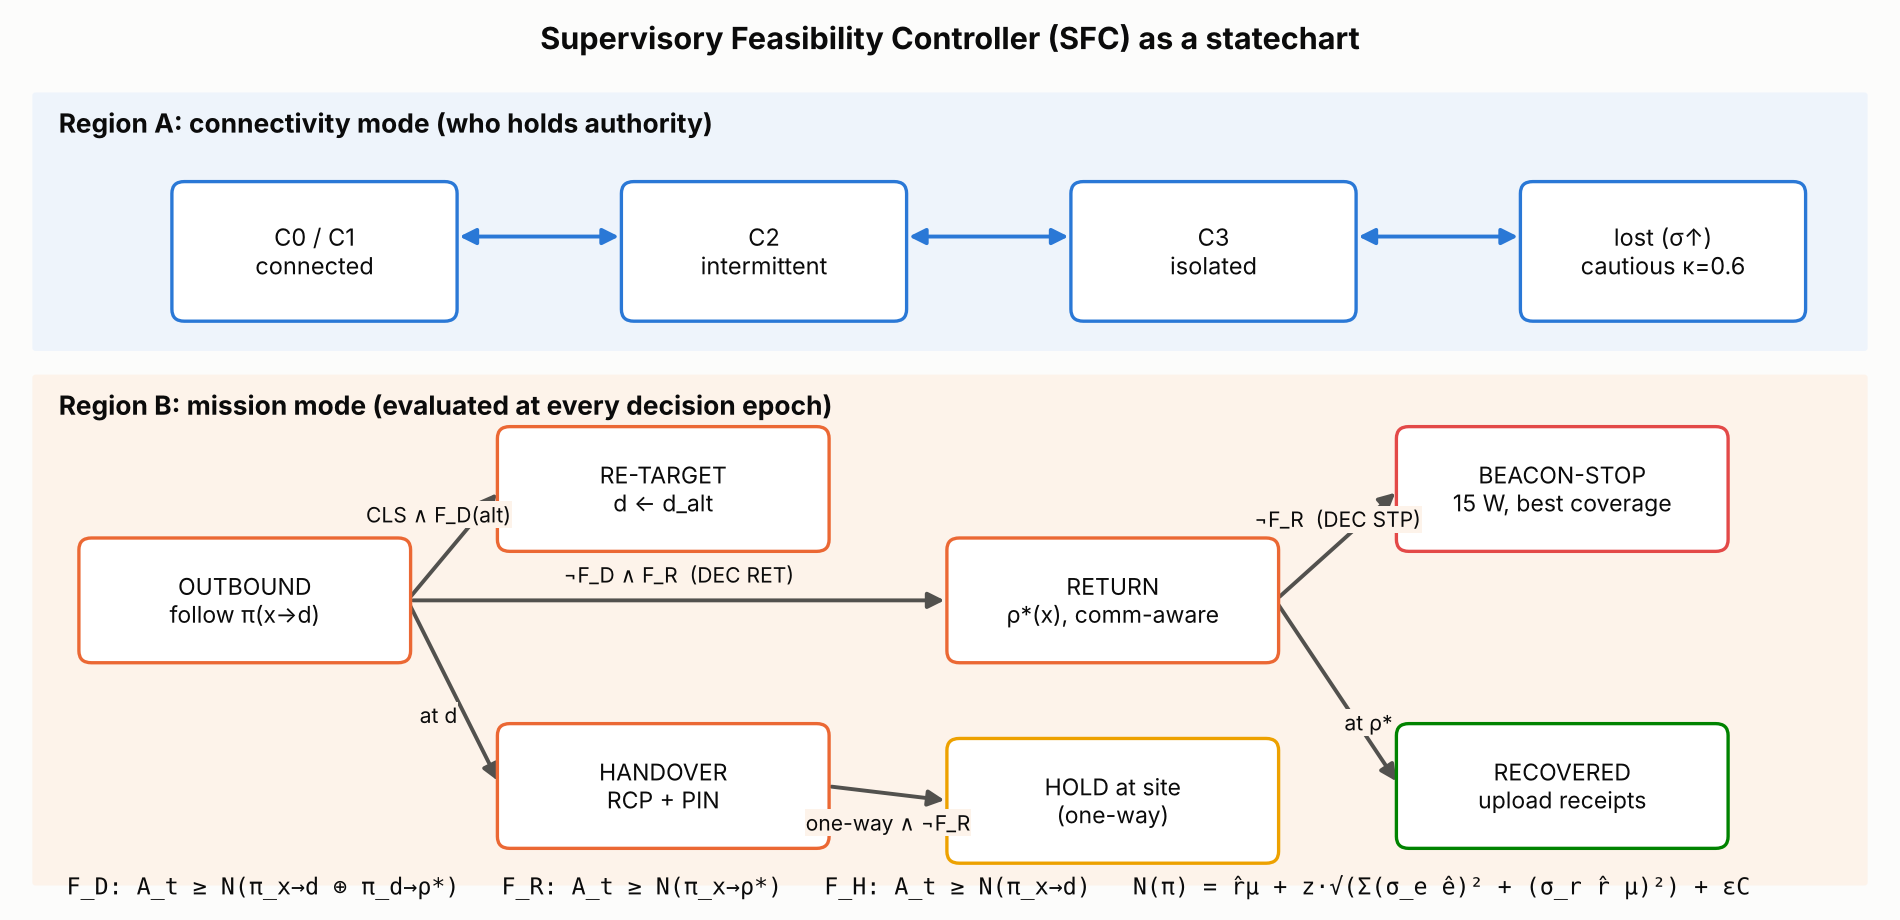 Supervisory Feasibility Controller (SFC) as a statechart
Region A: connectivity mode (who holds authority)
C0 / C1
connected
C2
intermittent
C3
isolated
lost (σ↑)
cautious κ=0.6
Region B: mission mode (evaluated at every decision epoch)
RE-TARGET
d ← d_alt
BEACON-STOP
15 W, best coverage
CLS ∧ F_D(alt)
¬F_R (DEC STP)
OUTBOUND
follow π(x→d)
¬F_D ∧ F_R (DEC RET)
RETURN
ρ*(x), comm-aware
at d
at ρ*
HANDOVER
RCP + PIN
one-way ∧ ¬F_R
HOLD at site
(one-way)
RECOVERED
upload receipts
F_D: A_t ≥ N(π_x→d ⊕ π_d→ρ*) F_R: A_t ≥ N(π_x→ρ*) F_H: A_t ≥ N(π_x→d) N(π) = r̂μ + z·√(Σ(σ_e ê)² + (σ_r r̂ μ)²) + εC